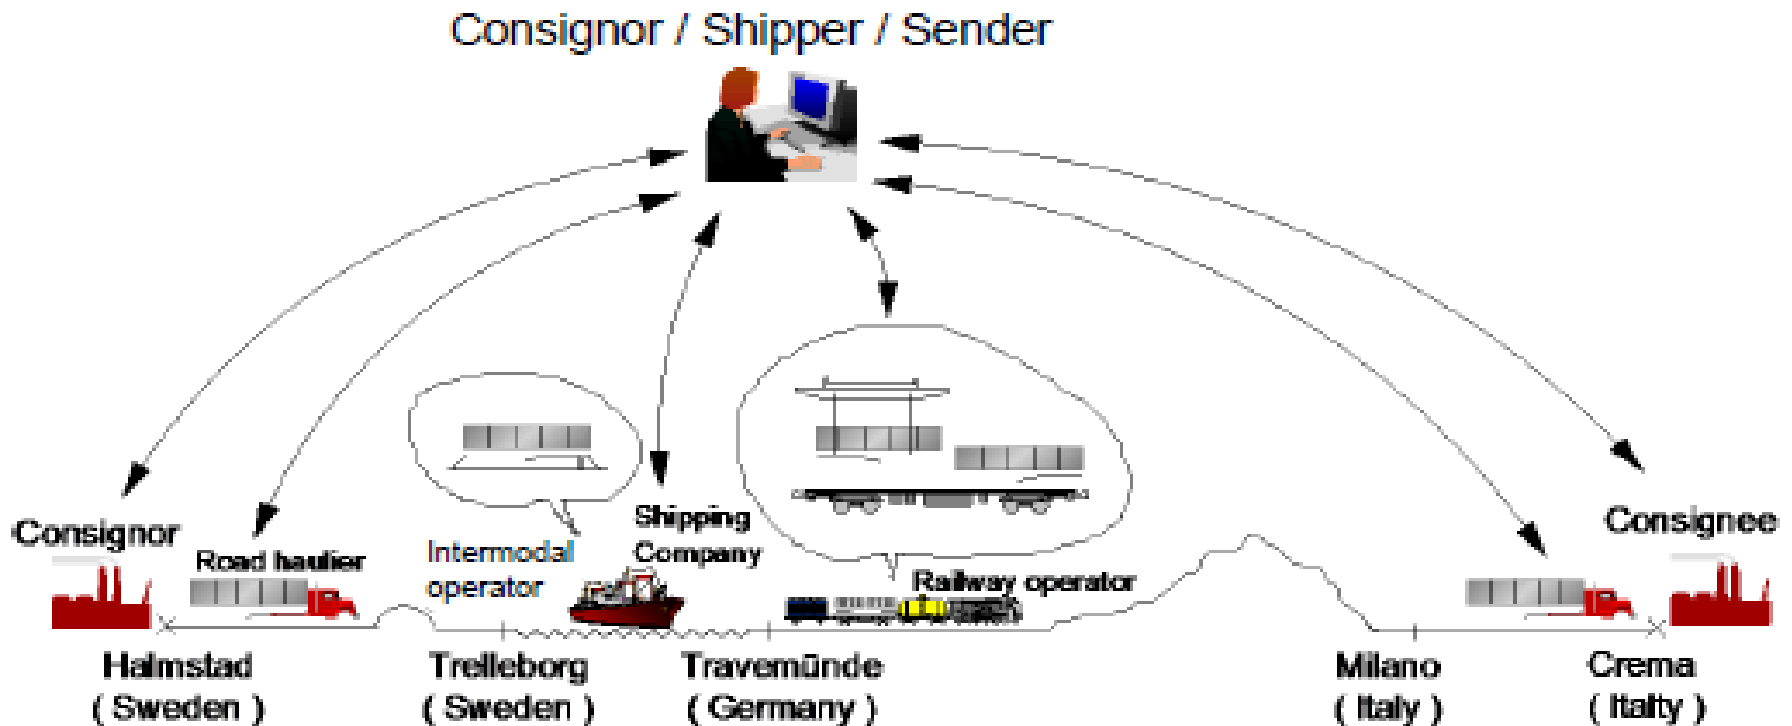 Consignor / Shipper / Sender
Consignor
Road haulier
Intermodal
operator
Shipping
Company
Railway operator
Consignee
Halmstad
( Sweden )
Trelleborg
( Sweden )
Travemünde
( Germany )
Milano
( Italy )
Crema
( Italty )